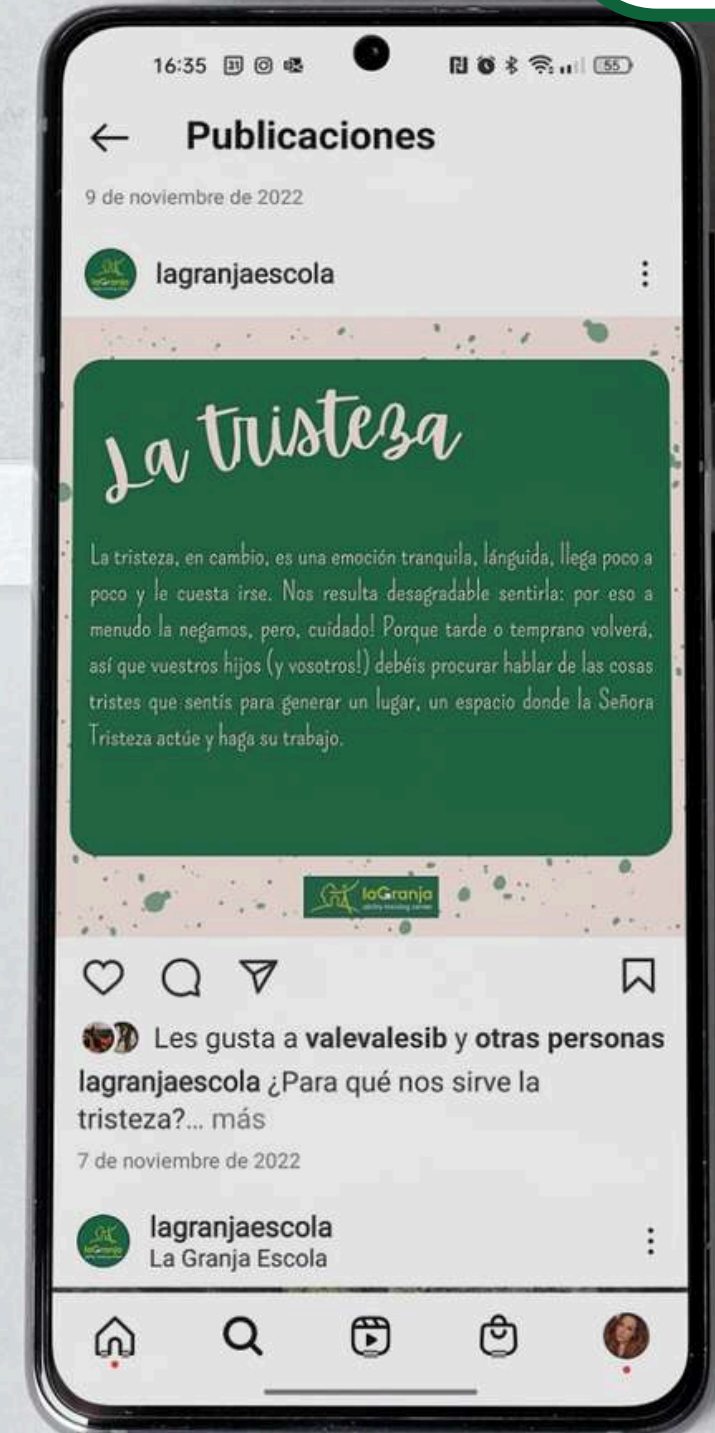 16:35
31
55
Publicaciones
9 de noviembre de 2022
lagranjaescola
La tristeza
La tristeza, en cambio, es una emoción tranquila, lánguida, llega poco a
poco y le cuesta irse. Nos resulta desagradable sentirla: por eso a
menudo la negamos, pero, cuidado! Porque tarde o temprano volverá,
así que vuestros hijos (y vosotros!) debéis procurar hablar de las cosas
tristes que sentís para generar un lugar, un espacio donde la Señora
Tristeza actúe y haga su trabajo.
laGranja
Les gusta a valevalesib y otras personas
lagranjaescola ¿Para qué nos sirve la
tristeza?... más
7 de noviembre de 2022
lagranjaescola
La Granja Escola